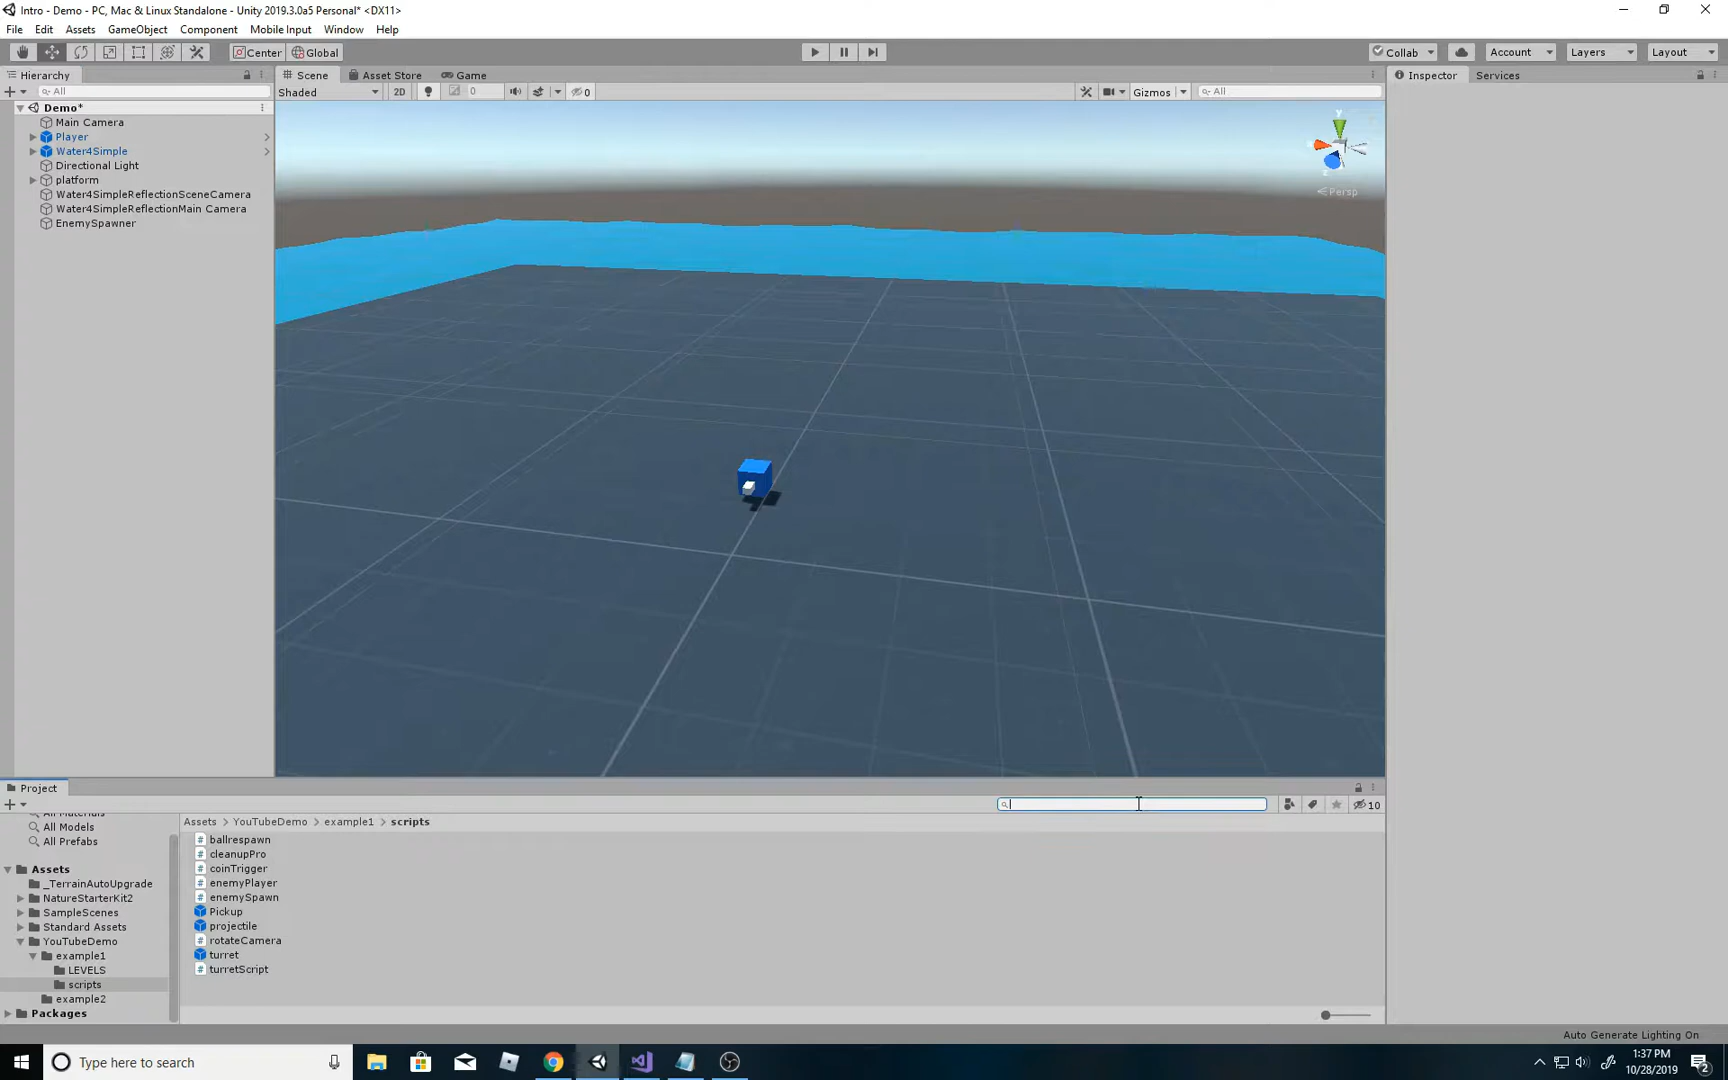 Intro - Demo - PC, Mac & Linux Standalone - Unity 2019.3.0a5 Personal* <DX11>
File Edit Assets GameObject Component Mobile Input Window Help
Center Global Collab Account Layers Layout
Hierarchy Scene Asset Store Game Inspector Services
All Shaded 2D 0 0 Gizmos All
Demo*
Main Camera
Player
Water4Simple
Directional Light
platform
Water4SimpleReflectionSceneCamera
Water4SimpleReflectionMain Camera
EnemySpawner
y
z
Persp
Project
10
All Materials
All Models
All Prefabs
Assets
_TerrainAutoUpgrade
NatureStarterKit2
SampleScenes
Standard Assets
YouTubeDemo
example1
LEVELS
scripts
example2
Packages
Assets > YouTubeDemo > example1 > scripts
ballrespawn
cleanupPro
coinTrigger
enemyPlayer
enemySpawn
Pickup
projectile
rotateCamera
turret
turretScript
Auto Generate Lighting On
Type here to search
1:37 PM
10/28/2019
2